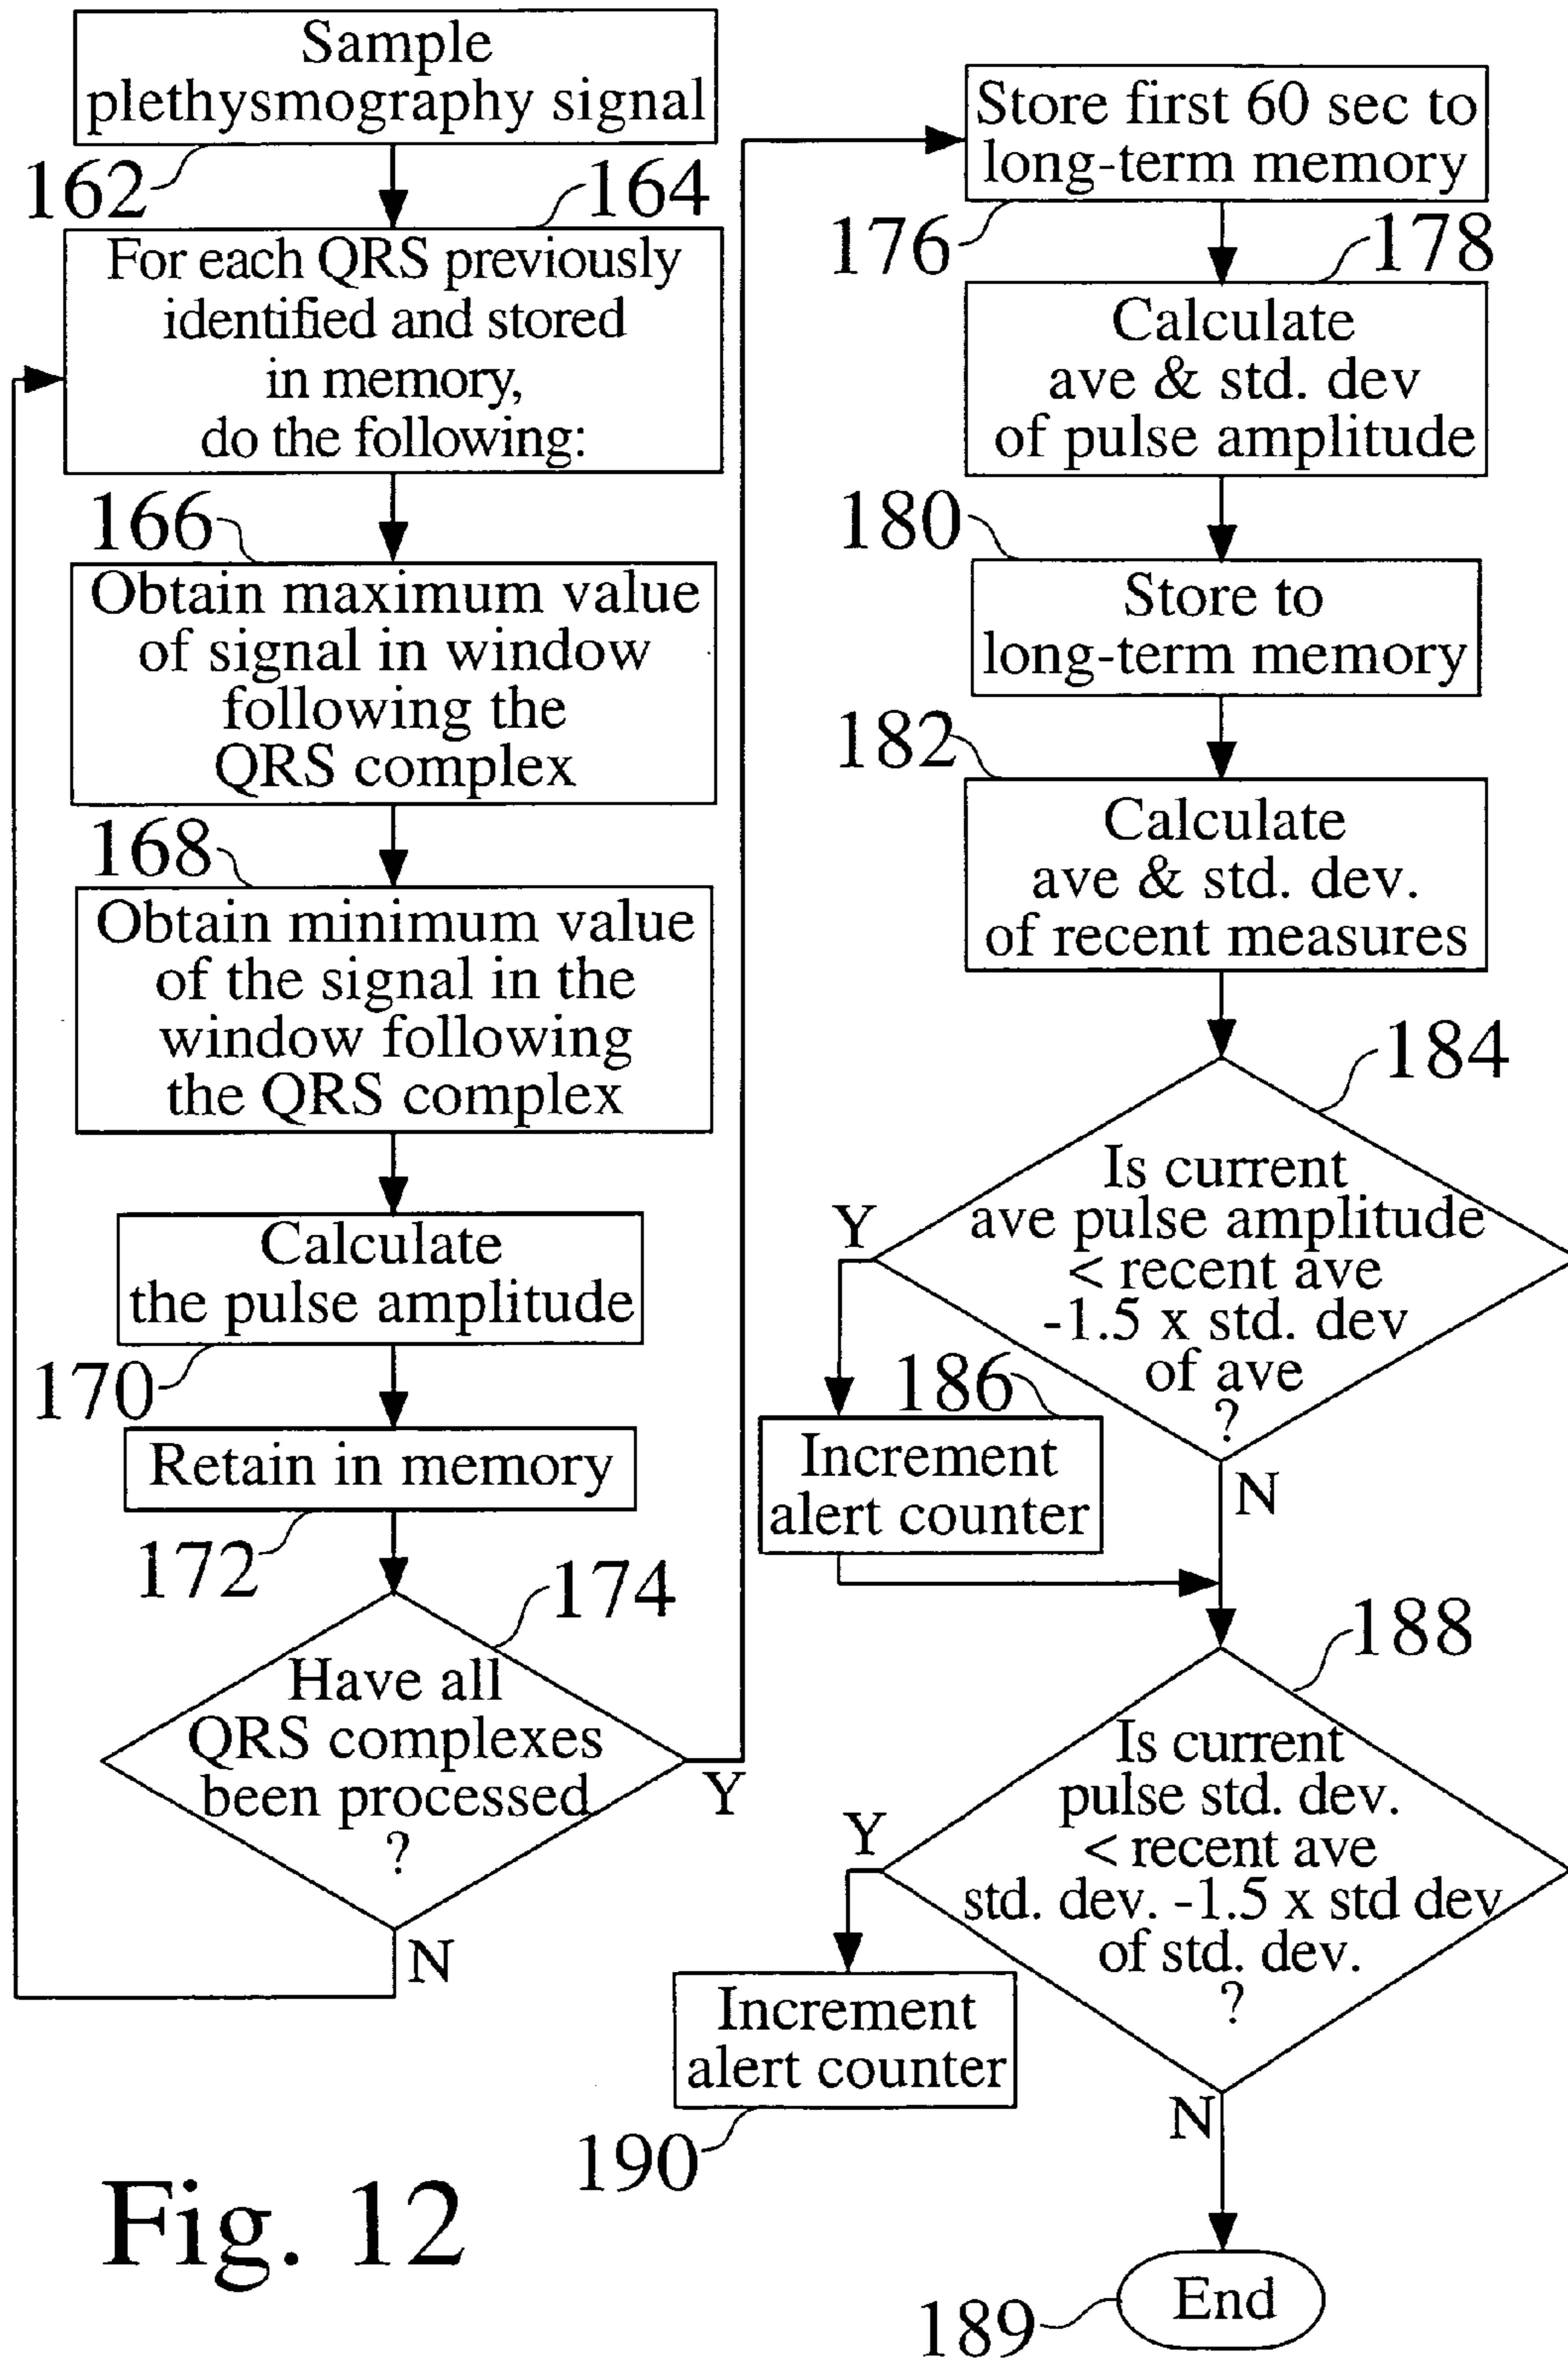 Sample
plethysmography signal
162
164
For each QRS previously
identified and stored
in memory,
do the following:
166
Obtain maximum value
of signal in window
following the
QRS complex
168
Obtain minimum value
of the signal in the
window following
the QRS complex
Calculate
the pulse amplitude
170
Retain in memory
172
174
Have all
QRS complexes
been processed
?
Y
N
Store first 60 sec to
long-term memory
176
178
Calculate
ave & std. dev
of pulse amplitude
180
Store to
long-term memory
182
Calculate
ave & std. dev.
of recent measures
184
Is current
ave pulse amplitude
< recent ave
-1.5 x std. dev
of ave
?
Y
186
Increment
alert counter
N
188
Is current
pulse std. dev.
< recent ave
std. dev. -1.5 x std dev
of std. dev.
?
Y
Increment
alert counter
190
N
End
189
Fig. 12